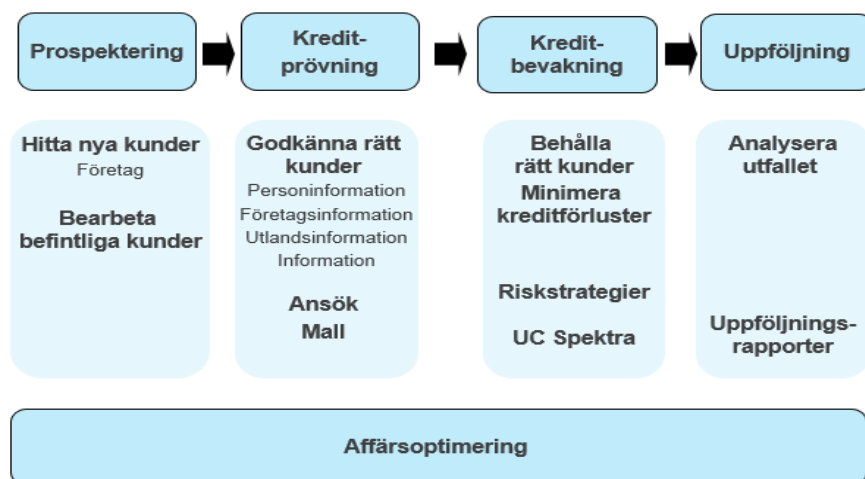 Prospektering
Kredit-
prövning
Kredit-
bevakning
Uppföljning
Hitta nya kunder
Företag
Bearbeta
befintliga kunder
Godkänna rätt
kunder
Personinformation
Företagsinformation
Utlandsinformation
Information
Ansök
Mall
Behålla
rätt kunder
Minimera
kreditförluster
Riskstrategier
UC Spektra
Analysera
utfallet
Uppföljnings-
rapporter
Affärsoptimering